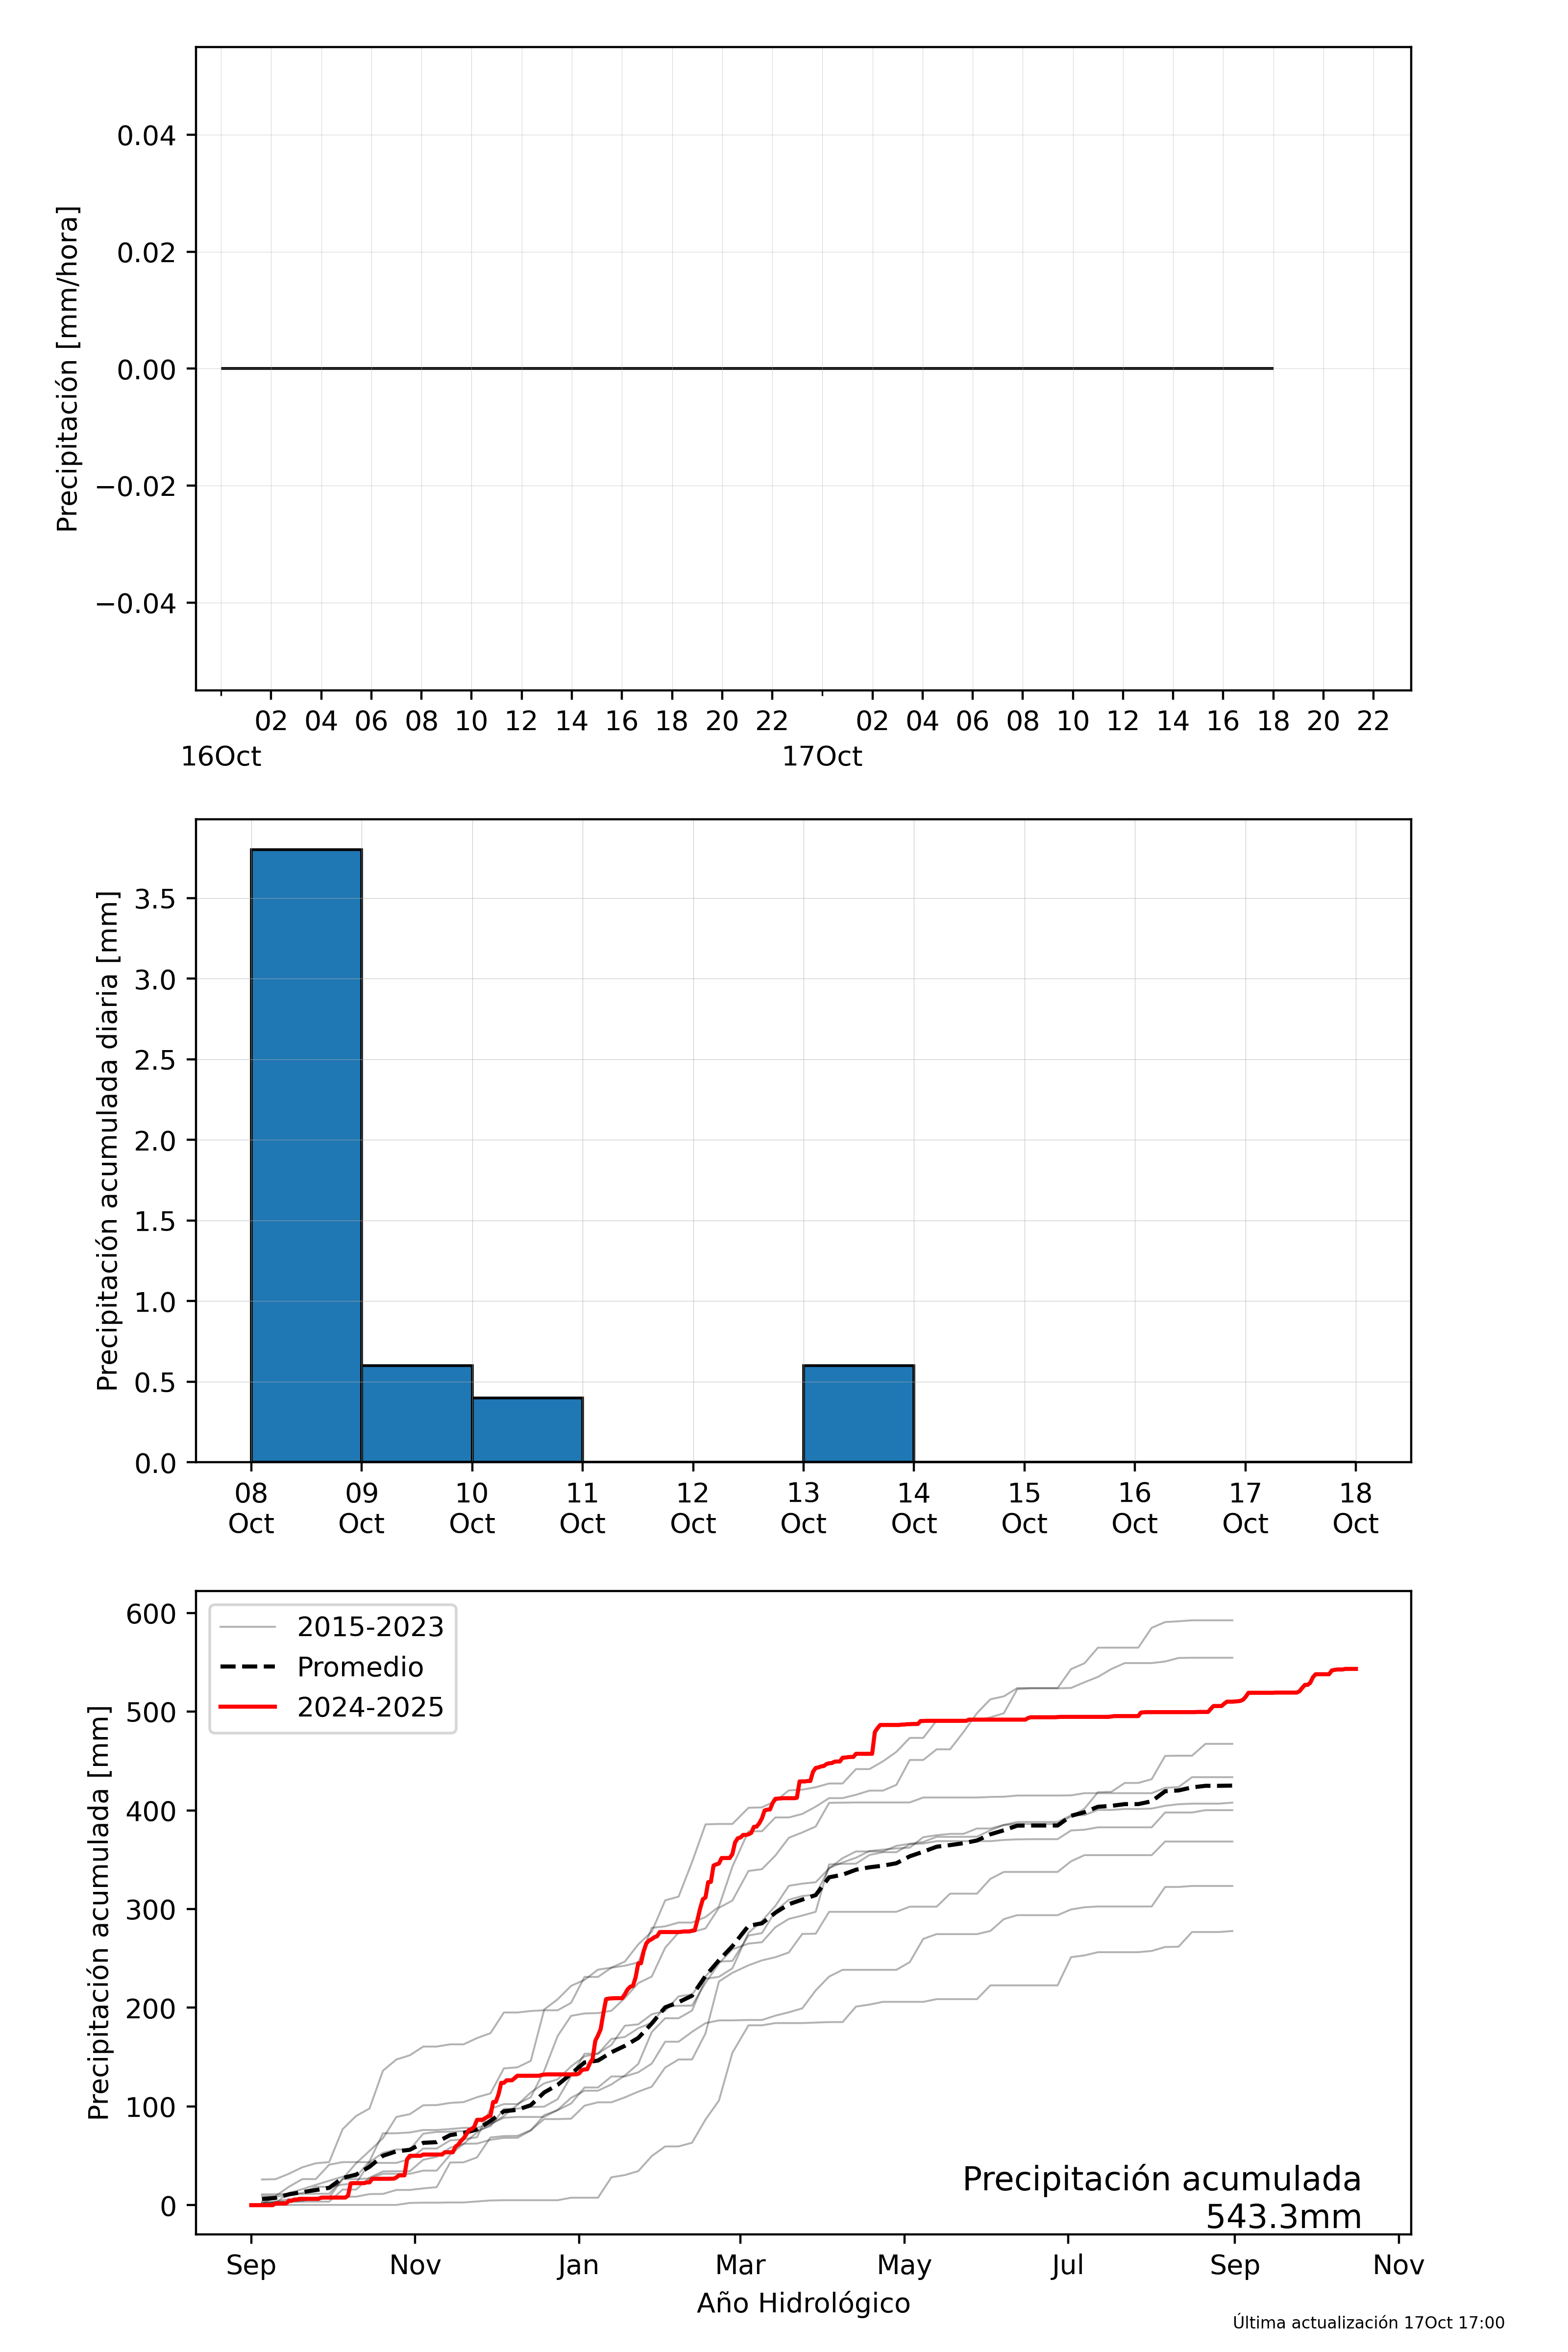 Precipitación [mm/hora]
0.04
0.02
0.00
−0.02
−0.04
02 04 06 08 10 12 14 16 18 20 22 02 04 06 08 10 12 14 16 18 20 22
16Oct 17Oct
Precipitación acumulada diaria [mm]
3.5
3.0
2.5
2.0
1.5
1.0
0.5
0.0
08 09 10 11 12 13 14 15 16 17 18
Oct Oct Oct Oct Oct Oct Oct Oct Oct Oct Oct
Precipitación acumulada [mm]
600
500
400
300
200
100
0
2015-2023
Promedio
2024-2025
Precipitación acumulada
543.3mm
Sep Nov Jan Mar May Jul Sep Nov
Año Hidrológico
Última actualización 17Oct 17:00